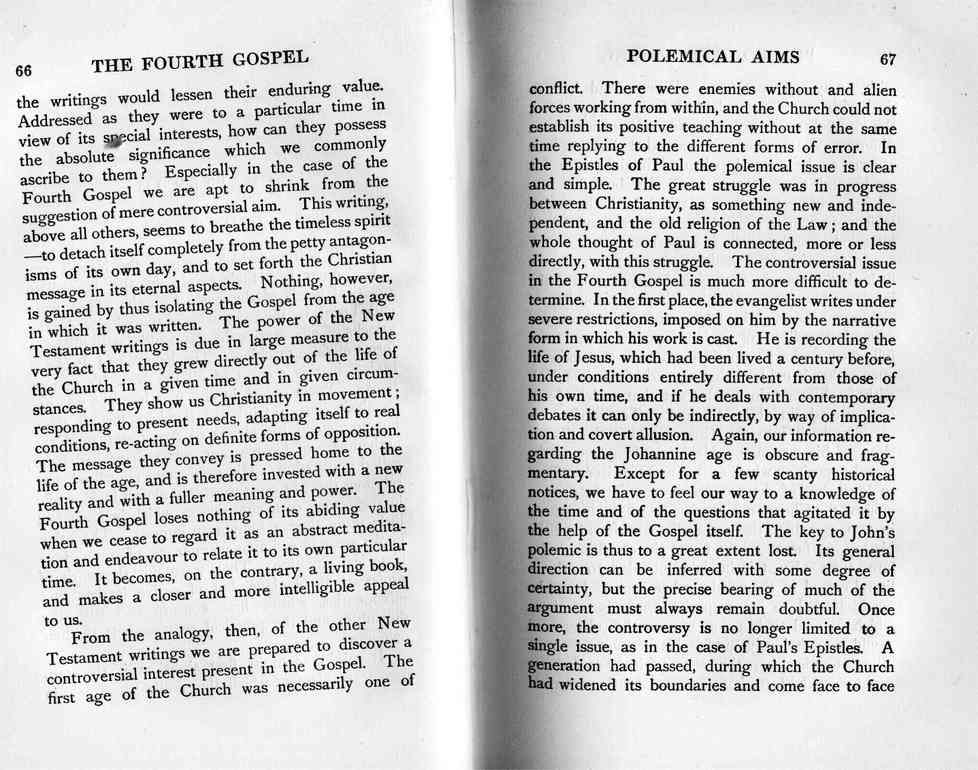 66 THE FOURTH GOSPEL
the writings would lessen their enduring value.
Addressed as they were to a particular time in
view of its special interests, how can they possess
the absolute significance which we commonly
ascribe to them? Especially in the case of the
Fourth Gospel we are apt to shrink from the
suggestion of mere controversial aim. This writing,
above all others, seems to breathe the timeless spirit
—to detach itself completely from the petty antagon-
isms of its own day, and to set forth the Christian
message in its eternal aspects. Nothing, however,
is gained by thus isolating the Gospel from the age
in which it was written. The power of the New
Testament writings is due in large measure to the
very fact that they grew directly out of the life of
the Church in a given time and in given circum-
stances. They show us Christianity in movement;
responding to present needs, adapting itself to real
conditions, re-acting on definite forms of opposition.
The message they convey is pressed home to the
life of the age, and is therefore invested with a new
reality and with a fuller meaning and power. The
Fourth Gospel loses nothing of its abiding value
when we cease to regard it as an abstract medita-
tion and endeavour to relate it to its own particular
time. It becomes, on the contrary, a living book,
and makes a closer and more intelligible appeal
to us.
From the analogy, then, of the other New
Testament writings we are prepared to discover a
controversial interest present in the Gospel. The
first age of the Church was necessarily one of
POLEMICAL AIMS 67
conflict. There were enemies without and alien
forces working from within, and the Church could not
establish its positive teaching without at the same
time replying to the different forms of error. In
the Epistles of Paul the polemical issue is clear
and simple. The great struggle was in progress
between Christianity, as something new and inde-
pendent, and the old religion of the Law; and the
whole thought of Paul is connected, more or less
directly, with this struggle. The controversial issue
in the Fourth Gospel is much more difficult to de-
termine. In the first place, the evangelist writes under
severe restrictions, imposed on him by the narrative
form in which his work is cast. He is recording the
life of Jesus, which had been lived a century before,
under conditions entirely different from those of
his own time, and if he deals with contemporary
debates it can only be indirectly, by way of implica-
tion and covert allusion. Again, our information re-
garding the Johannine age is obscure and frag-
mentary. Except for a few scanty historical
notices, we have to feel our way to a knowledge of
the time and of the questions that agitated it by
the help of the Gospel itself. The key to John's
polemic is thus to a great extent lost. Its general
direction can be inferred with some degree of
certainty, but the precise bearing of much of the
argument must always remain doubtful. Once
more, the controversy is no longer limited to a
single issue, as in the case of Paul's Epistles. A
generation had passed, during which the Church
had widened its boundaries and come face to face